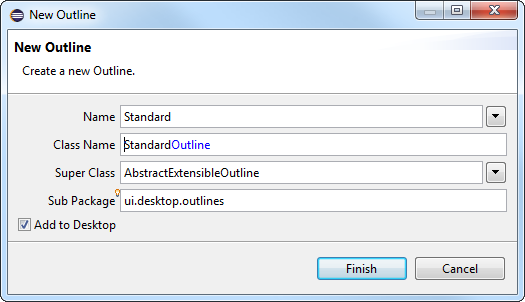 New Outline
New Outline
Create a new Outline.
Name Standard
Class Name StandardOutline
Super Class AbstractExtensibleOutline
Sub Package ui.desktop.outlines
Add to Desktop
Finish Cancel